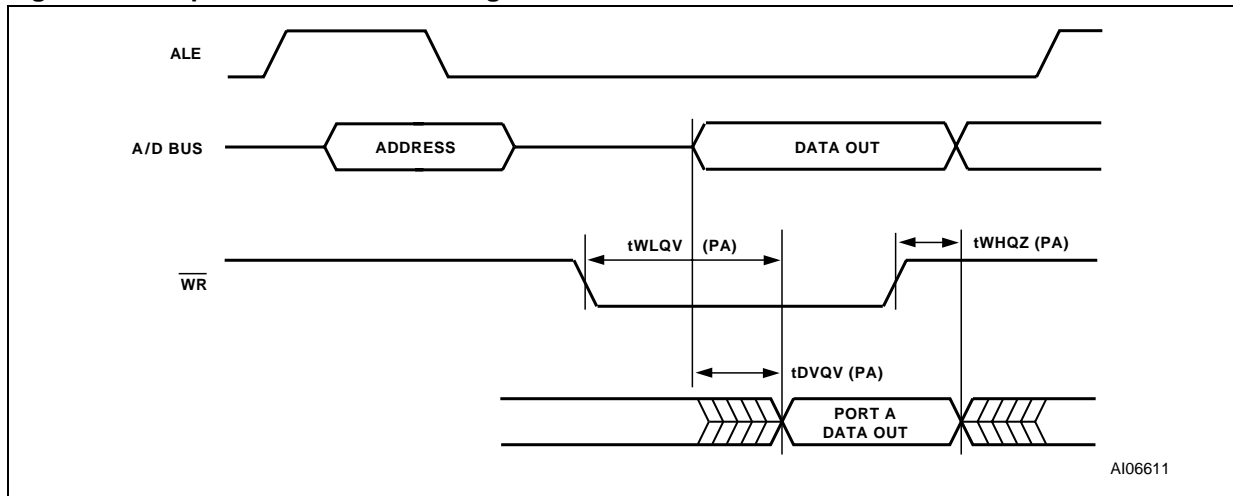 ALE
A/D BUS
ADDRESS
DATA OUT
tWLQV (PA)
tWHQZ (PA)
WR
tDVQV (PA)
PORT A
DATA OUT
AI06611